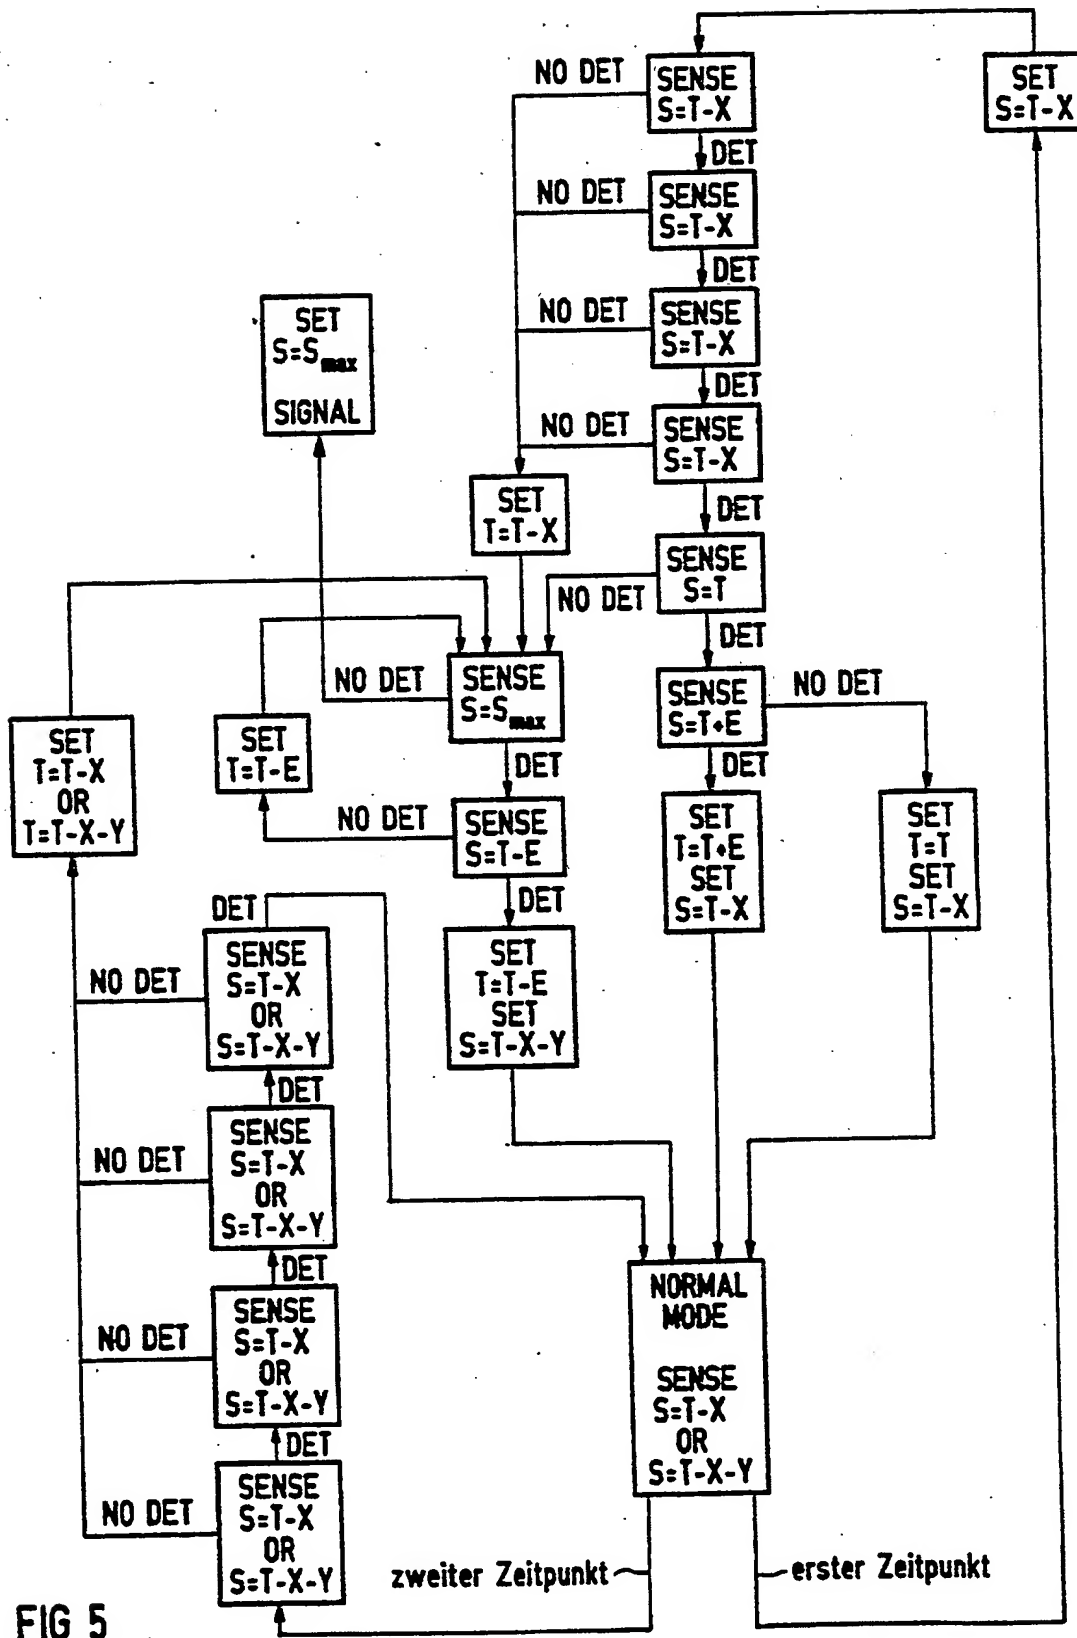 NO DET
SENSE
S=T-X
SET
S=T-X
DET
NO DET
SENSE
S=T-X
DET
NO DET
SENSE
S=T-X
DET
SET
S=Smax
SIGNAL
NO DET
SENSE
S=T-X
DET
SET
T=T-X
SENSE
S=T
NO DET
DET
NO DET
SENSE
S=Smax
SENSE
S=T+E
NO DET
SET
T=T-X
OR
T=T-X-Y
SET
T=T-E
DET
DET
NO DET
SENSE
S=T-E
SET
T=T+E
SET
S=T-X
SET
T=T
SET
S=T-X
DET
DET
NO DET
SENSE
S=T-X
OR
S=T-X-Y
SET
T=T-E
SET
S=T-X-Y
DET
NO DET
SENSE
S=T-X
OR
S=T-X-Y
DET
NO DET
SENSE
S=T-X
OR
S=T-X-Y
NORMAL
MODE
SENSE
S=T-X
OR
S=T-X-Y
DET
NO DET
SENSE
S=T-X
OR
S=T-X-Y
zweiter Zeitpunkt
erster Zeitpunkt
FIG 5